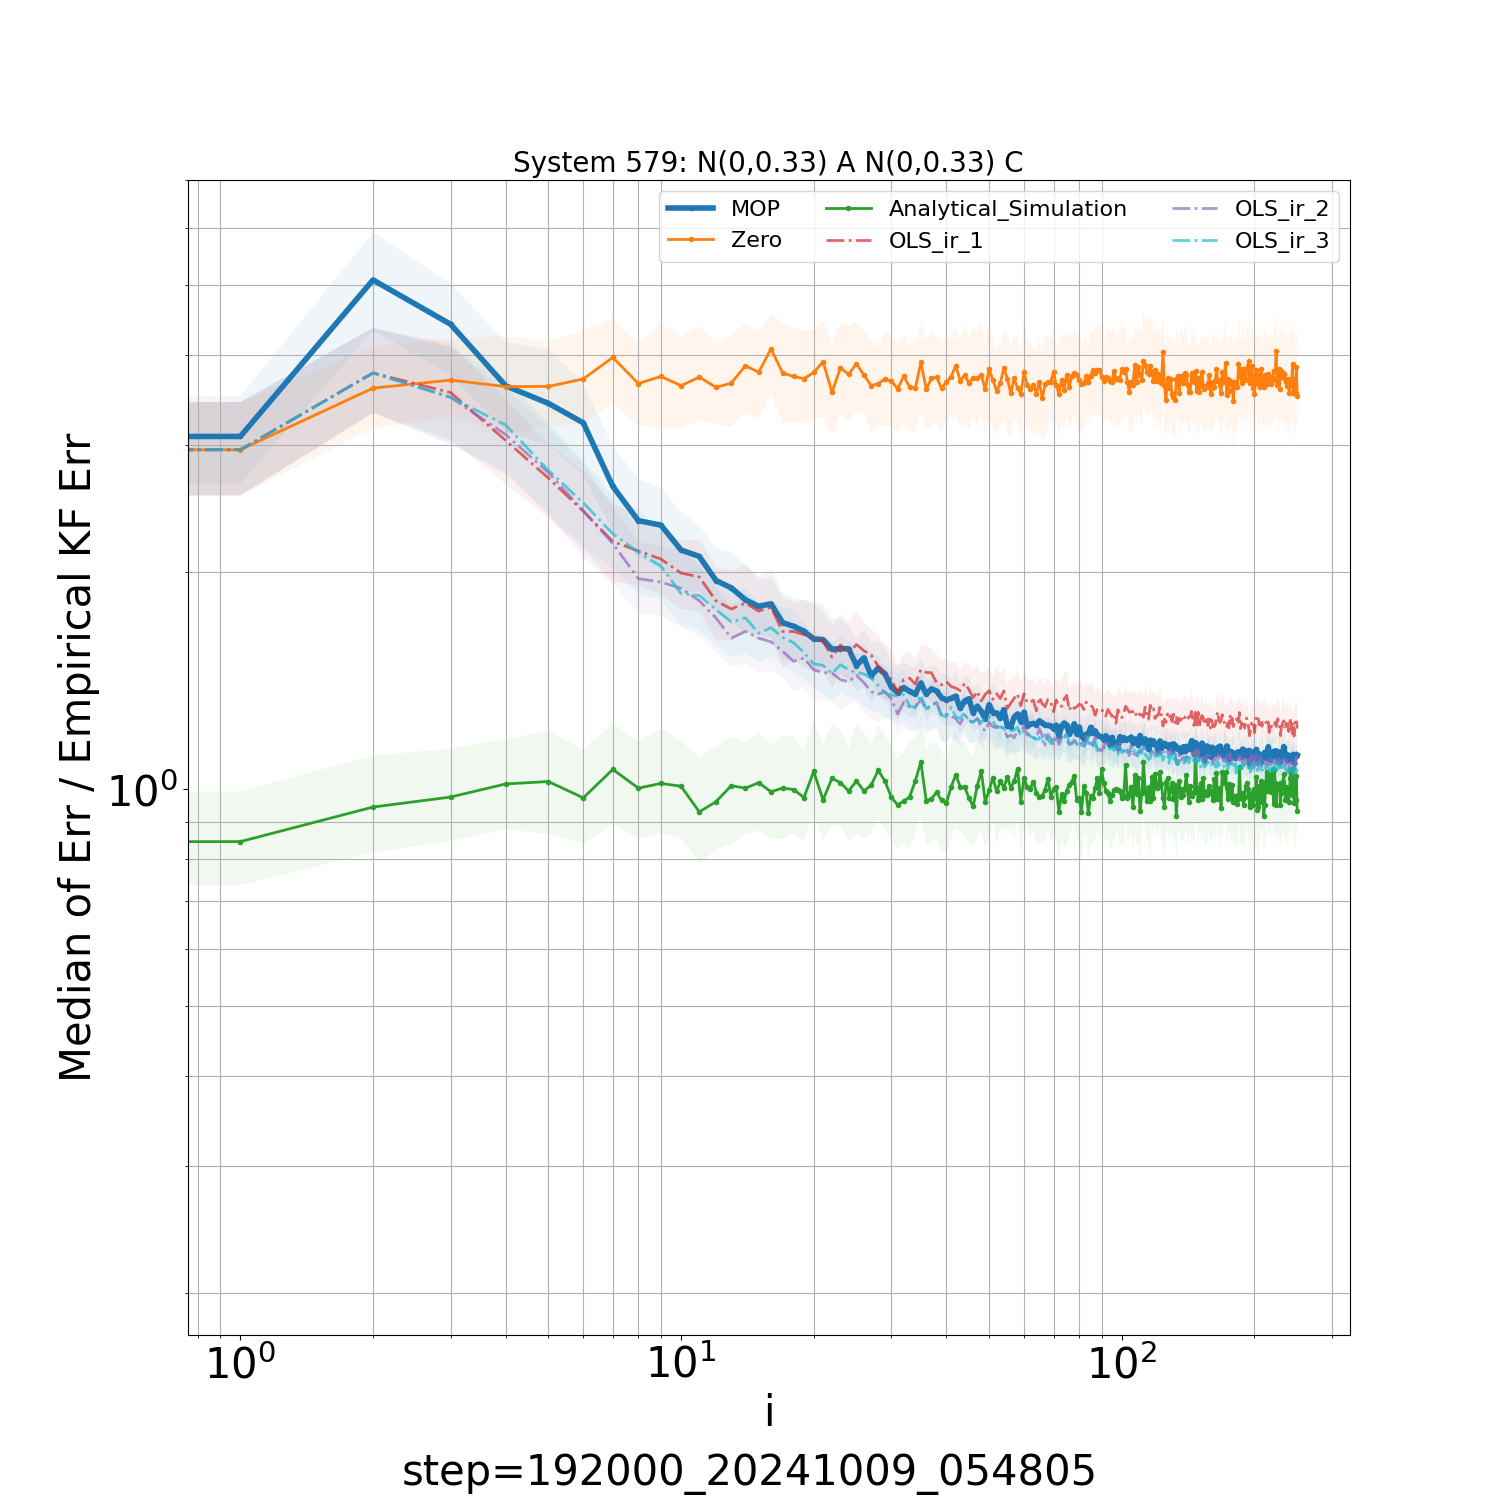 System 579: N(0,0.33) A N(0,0.33) C
MOP
Zero
Analytical_Simulation
OLS_ir_1
OLS_ir_2
OLS_ir_3
Median of Err / Empirical KF Err
10⁰
10⁰
10¹
10²
i
step=192000_20241009_054805